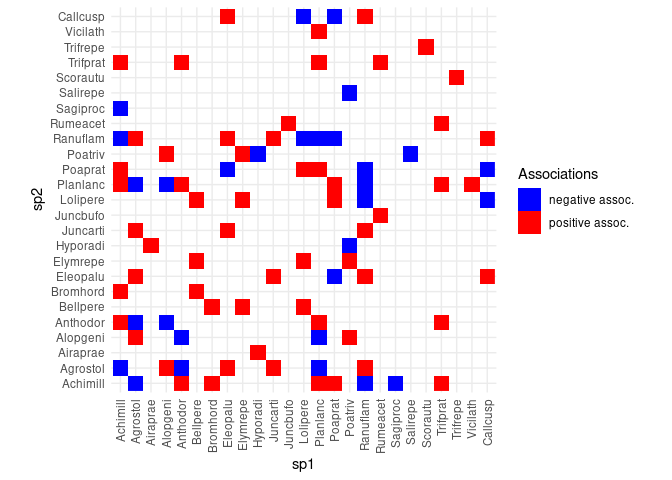 Callcusp
Vicilath
Trifrepe
Trifprat
Scorautu
Salirepe
Sagiproc
Rumeacet
Ranuflam
Poatriv
Poaprat
Planlanc
Lolipere
Juncbufo
Juncarti
Hyporadi
Elymrepe
Eleopalu
Bromhord
Bellpere
Anthodor
Alopgeni
Airaprae
Agrostol
Achimill
sp2
Achimill
Agrostol
Airaprae
Alopgeni
Anthodor
Bellpere
Bromhord
Eleopalu
Elymrepe
Hyporadi
Juncarti
Juncbufo
Lolipere
Planlanc
Poaprat
Poatriv
Ranuflam
Rumeacet
Sagiproc
Salirepe
Scorautu
Trifprat
Trifrepe
Vicilath
Callcusp
sp1
Associations
negative assoc.
positive assoc.